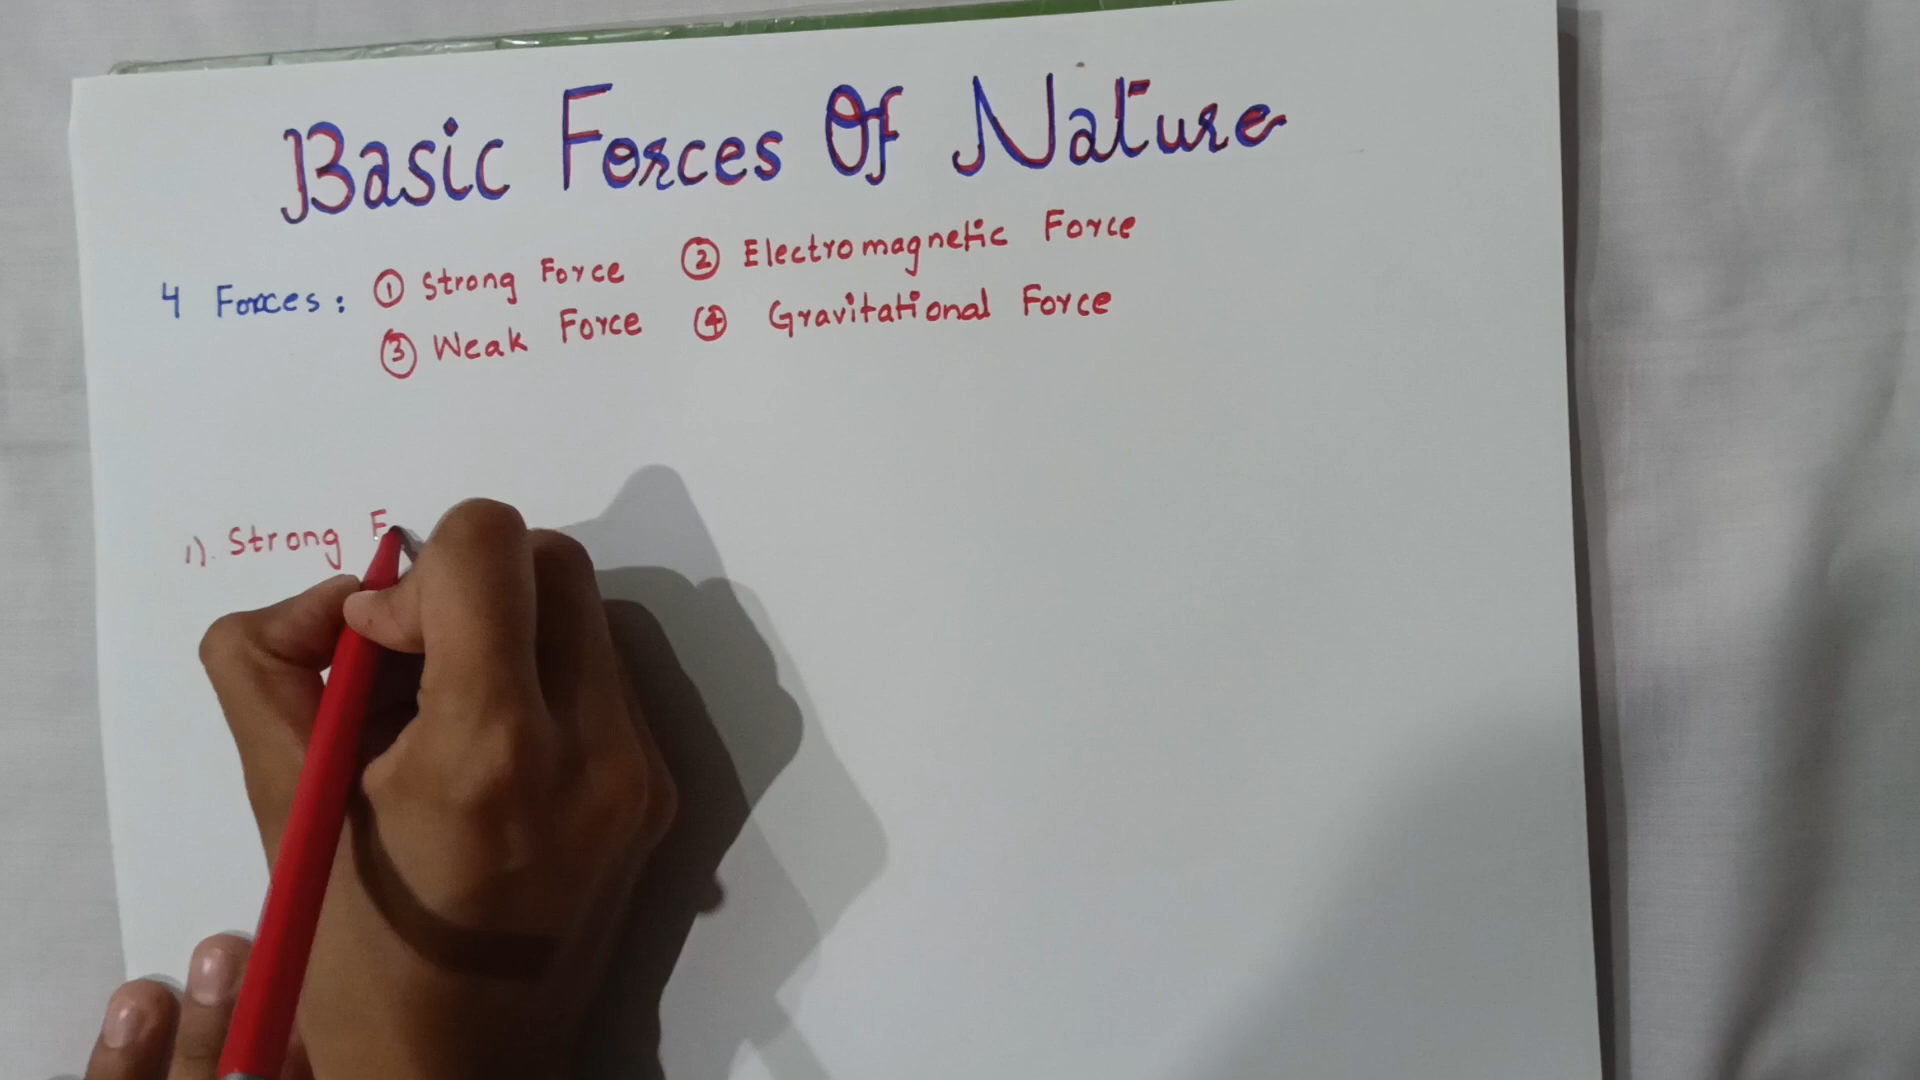 Basic Forces Of Nature
4 Forces: ① Strong Force ② Electromagnetic Force
③ Weak Force ④ Gravitational Force
1). Strong F